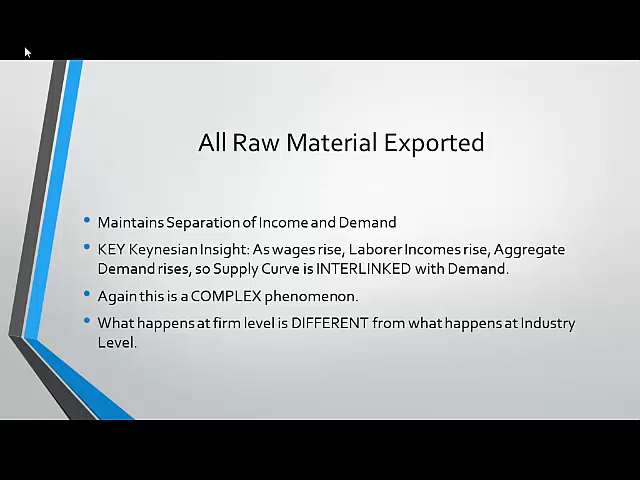 All Raw Material Exported
Maintains Separation of Income and Demand
KEY Keynesian Insight: As wages rise, Laborer Incomes rise, Aggregate
Demand rises, so Supply Curve is INTERLINKED with Demand.
Again this is a COMPLEX phenomenon.
What happens at firm level is DIFFERENT from what happens at Industry
Level.